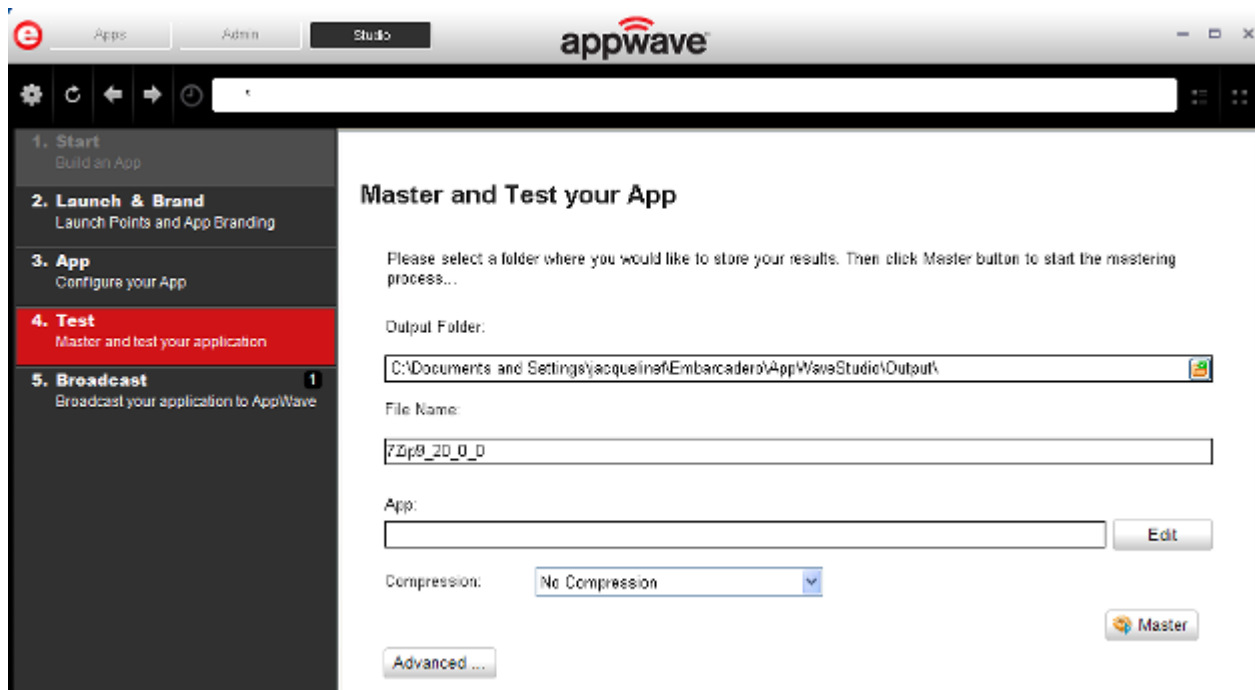 Apps
Admin
Studio
appwave
1. Start
Build an App
2. Launch & Brand
Launch Points and App Branding
3. App
Configure your App
4. Test
Master and test your application
5. Broadcast
1
Broadcast your application to AppWave
Master and Test your App
Please select a folder where you would like to store your results. Then click Master button to start the mastering
process...
Output Folder:
C:\Documents and Settings\jacquelinef\Embarcadero\AppWaveStudio\Output\
File Name:
7Zip9_20_0_0
App:
Edit
Compression:
No Compression
Master
Advanced ...